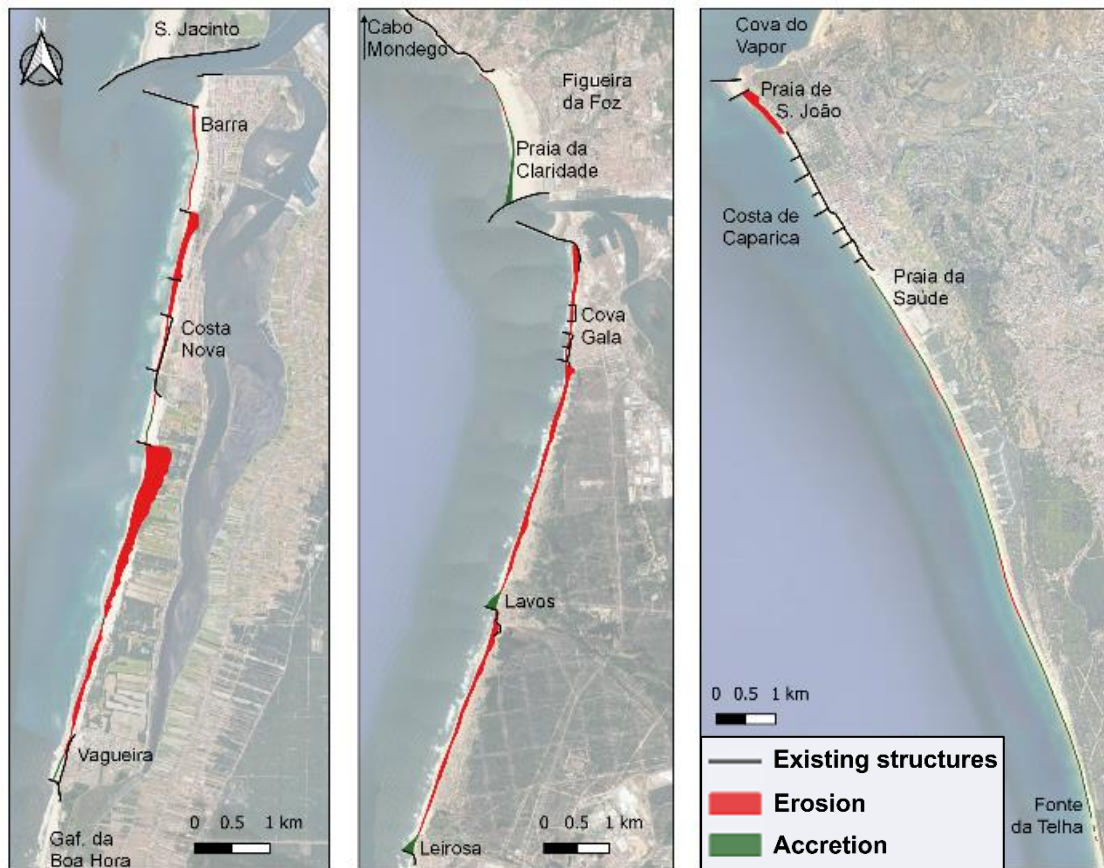 N
S. Jacinto
Barra
Costa
Nova
Vagueira
Gaf. da
Boa Hora
0 0.5 1 km
Cabo
Mondego
Figueira
da Foz
Praia da
Claridade
Cova
Gala
Lavos
Leirosa
0 0.5 1 km
Cova do
Vapor
Praia de
S. João
Costa de
Caparica
Praia da
Saúde
Fonte
da Telha
0 0.5 1 km
Existing structures
Erosion
Accretion